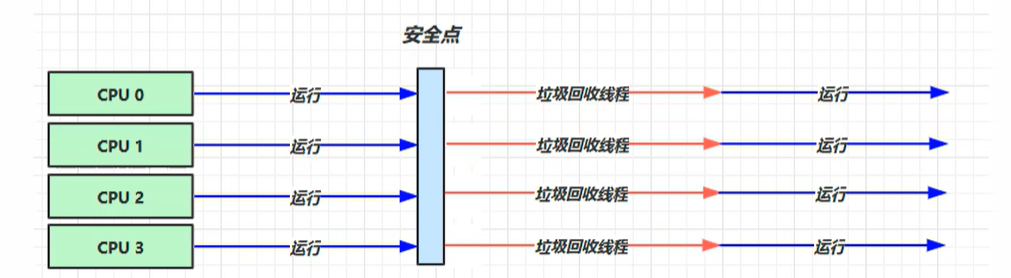 安全点
CPU 0 运行 垃圾回收线程 运行
CPU 1 运行 垃圾回收线程 运行
CPU 2 运行 垃圾回收线程 运行
CPU 3 运行 垃圾回收线程 运行